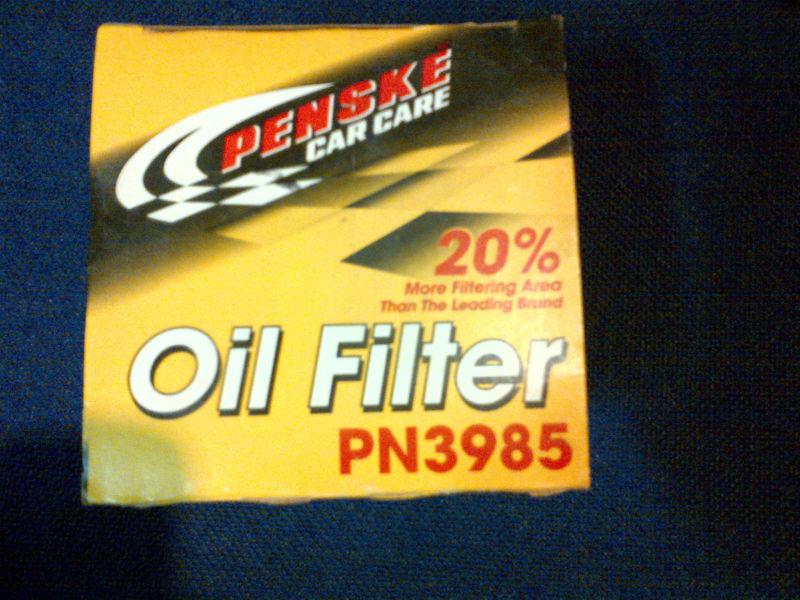 PENSKE
CAR CARE
20%
More Filtering Area
Than The Leading Brand
Oil Filter
PN3985